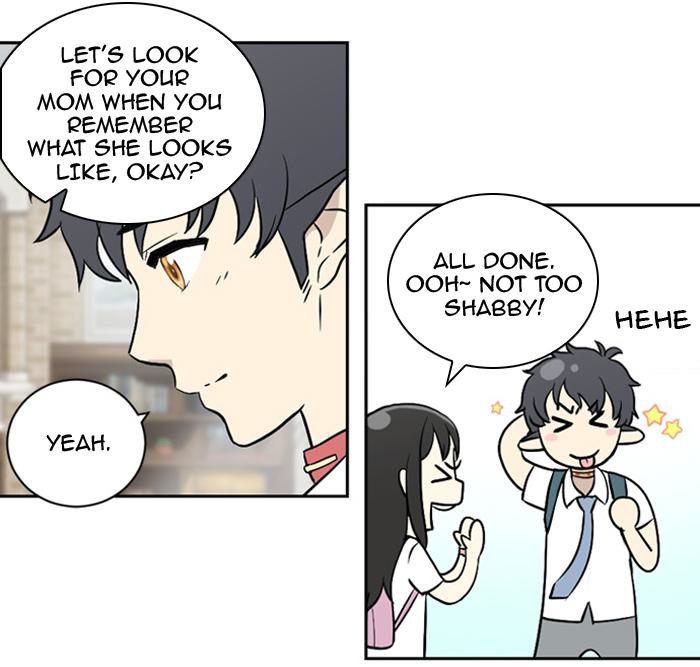 LET'S LOOK
FOR YOUR
MOM WHEN YOU
REMEMBER
WHAT SHE LOOKS
LIKE, OKAY?
YEAH.
ALL DONE.
OOH~ NOT TOO
SHABBY!
HEHE